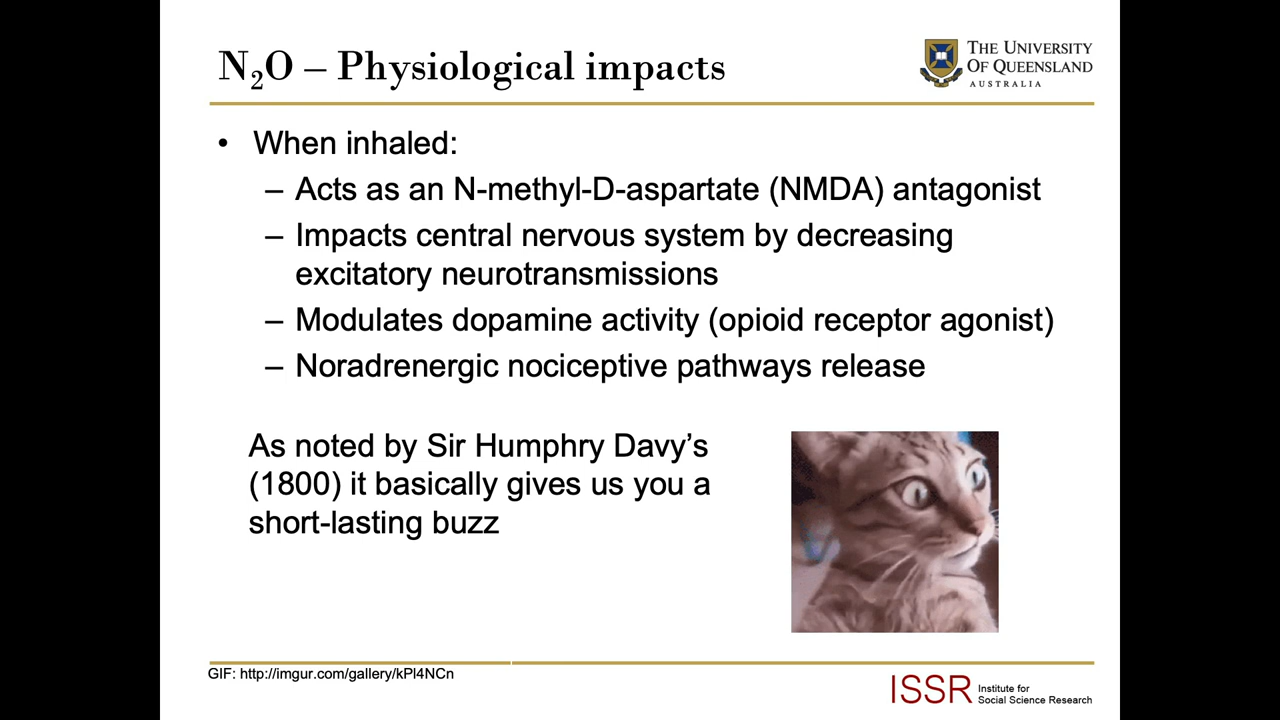 N₂O – Physiological impacts
THE UNIVERSITY
OF QUEENSLAND
AUSTRALIA
• When inhaled:
– Acts as an N-methyl-D-aspartate (NMDA) antagonist
– Impacts central nervous system by decreasing
excitatory neurotransmissions
– Modulates dopamine activity (opioid receptor agonist)
– Noradrenergic nociceptive pathways release
As noted by Sir Humphry Davy’s
(1800) it basically gives us you a
short-lasting buzz
GIF: http://imgur.com/gallery/kPl4NCn
ISSR Institute for
Social Science Research